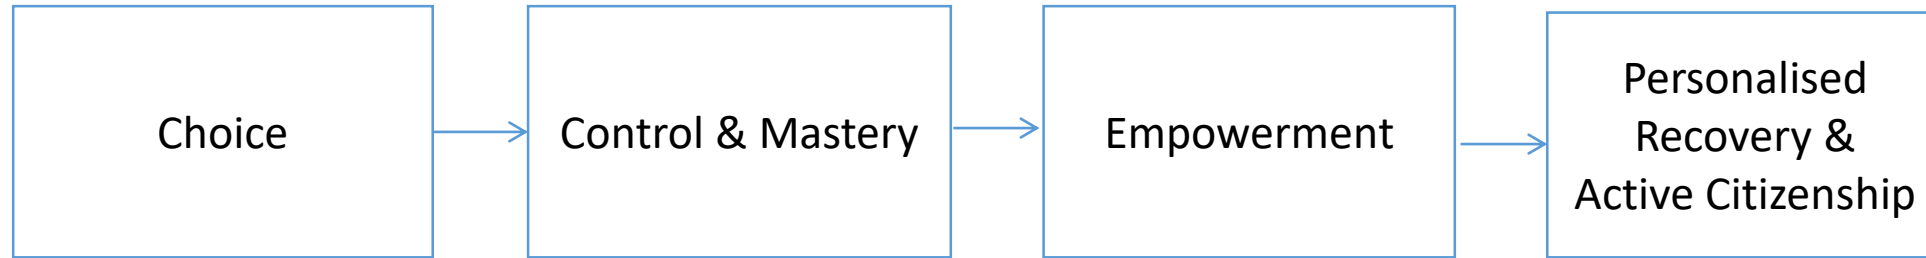 Choice
Control & Mastery
Empowerment
Personalised
Recovery &
Active Citizenship